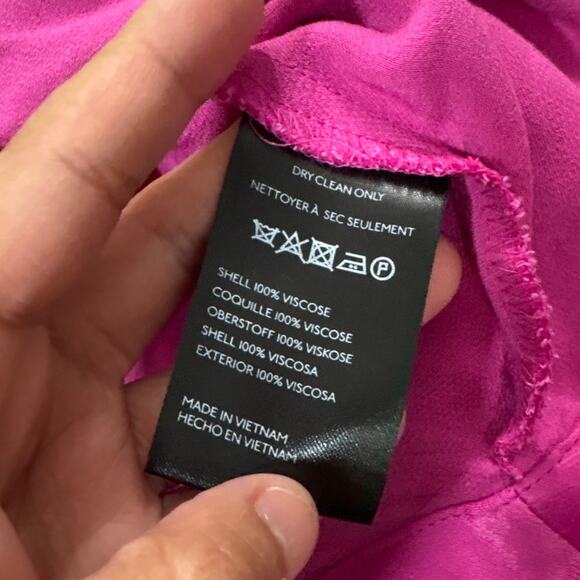 DRY CLEAN ONLY
NETTOYER À SEC SEULEMENT
P
SHELL 100% VISCOSE
COQUILLE 100% VISCOSE
OBERSTOFF 100% VISKOSE
SHELL 100% VISCOSA
EXTERIOR 100% VISCOSA
MADE IN VIETNAM
HECHO EN VIETNAM